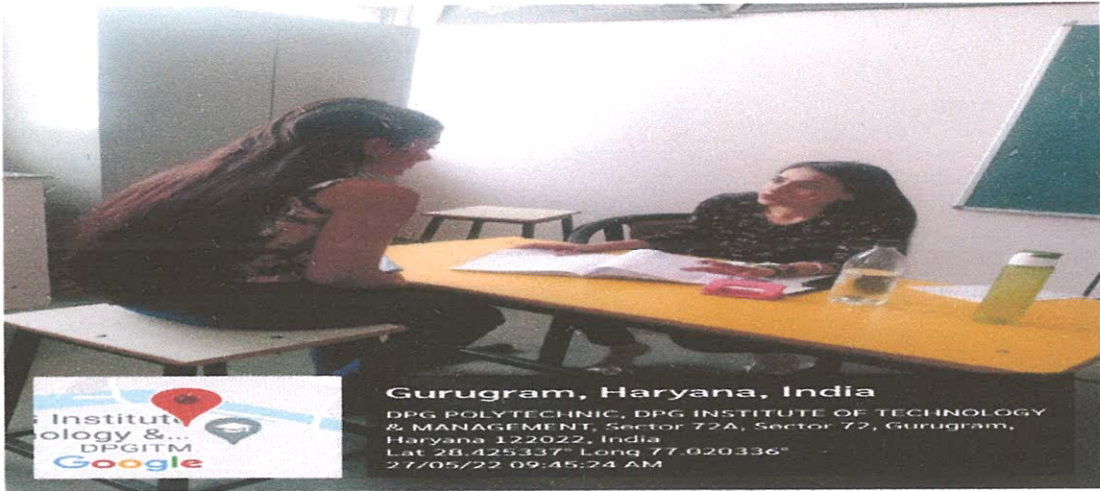 Institut
ology &...
DPGITM
Google
Gurugram, Haryana, India
DPG POLYTECHNIC, DPG INSTITUTE OF TECHNOLOGY
& MANAGEMENT, Sector 72A, Sector 72, Gurugram,
Haryana 122022, India
Lat 28.425337° Long 77.020336°
27/05/22 09:45:24 AM